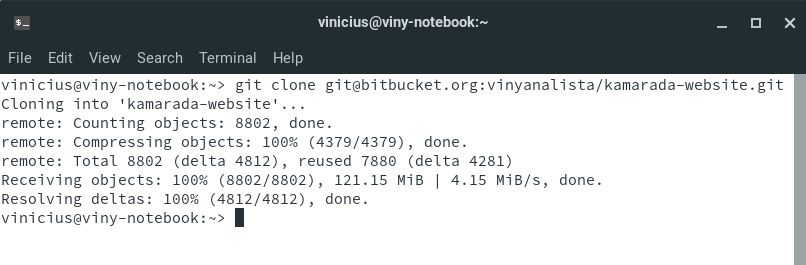 vinicius@viny-notebook:~
File Edit View Search Terminal Help
vinicius@viny-notebook:~> git clone git@bitbucket.org:vinyanalista/kamarada-website.git
Cloning into 'kamarada-website'...
remote: Counting objects: 8802, done.
remote: Compressing objects: 100% (4379/4379), done.
remote: Total 8802 (delta 4812), reused 7880 (delta 4281)
Receiving objects: 100% (8802/8802), 121.15 MiB | 4.15 MiB/s, done.
Resolving deltas: 100% (4812/4812), done.
vinicius@viny-notebook:~>